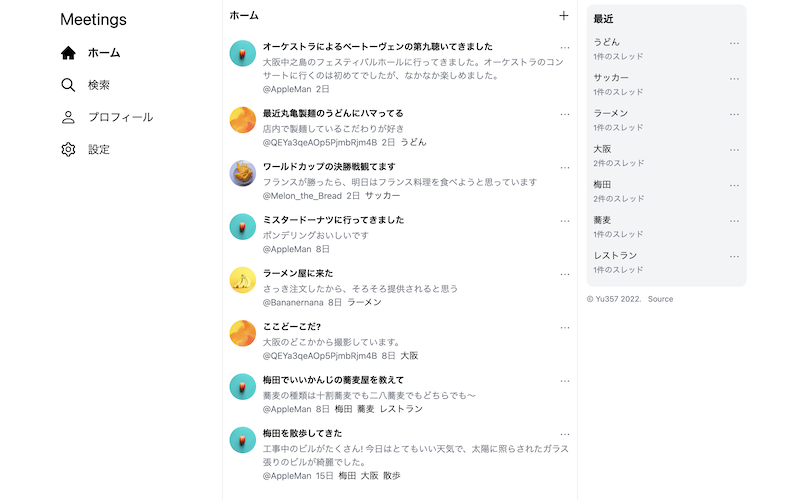 Meetings
ホーム
検索
プロフィール
設定
ホーム
オーケストラによるベートーヴェンの第九聴いてきました
大阪中之島のフェスティバルホールに行ってきました。オーケストラのコン
サートに行くのは初めてでしたが、なかなか楽しめました。
@AppleMan 2日
最近丸亀製麺のうどんにハマってる
店内で製麺しているこだわりが好き
@QEYa3qeAOp5PjmbRjm4B 2日 うどん
ワールドカップの決勝戦観てます
フランスが勝ったら、明日はフランス料理を食べようと思っています
@Melon_the_Bread 2日 サッカー
ミスタードーナツに行ってきました
ポンデリングおいしいです
@AppleMan 8日
ラーメン屋に来た
さっき注文したから、そろそろ提供されると思う
@Bananernana 8日 ラーメン
ここどーこだ?
大阪のどこかから撮影しています。
@QEYa3qeAOp5PjmbRjm4B 8日 大阪
梅田でいいかんじの蕎麦屋を教えて
蕎麦の種類は十割蕎麦でも二八蕎麦でもどちらでも〜
@AppleMan 8日 梅田 蕎麦 レストラン
梅田を散歩してきた
工事中のビルがたくさん! 今日はとてもいい天気で、太陽に照らされたガラス
張りのビルが綺麗でした。
@AppleMan 15日 梅田 大阪 散歩
最近
うどん
1件のスレッド
サッカー
1件のスレッド
ラーメン
1件のスレッド
大阪
2件のスレッド
梅田
2件のスレッド
蕎麦
1件のスレッド
レストラン
1件のスレッド
© Yu357 2022. Source